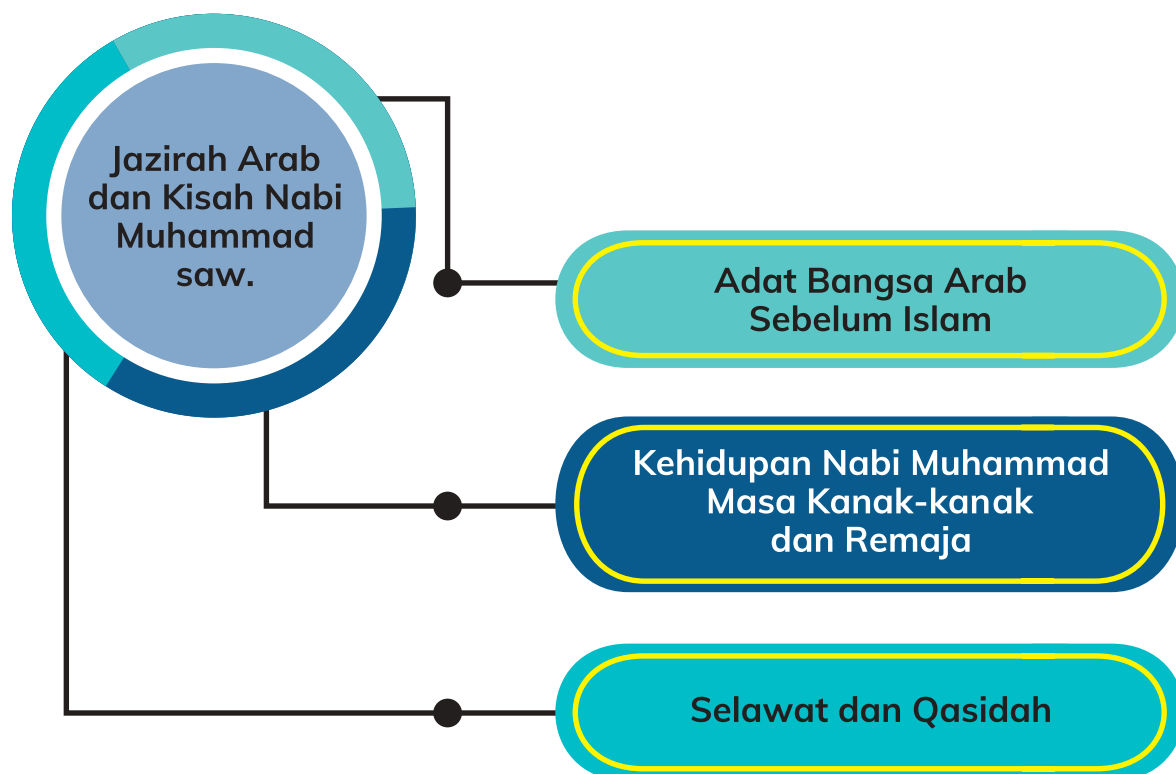 Jazirah Arab
dan Kisah Nabi
Muhammad
saw.
Adat Bangsa Arab
Sebelum Islam
Kehidupan Nabi Muhammad
Masa Kanak-kanak
dan Remaja
Selawat dan Qasidah